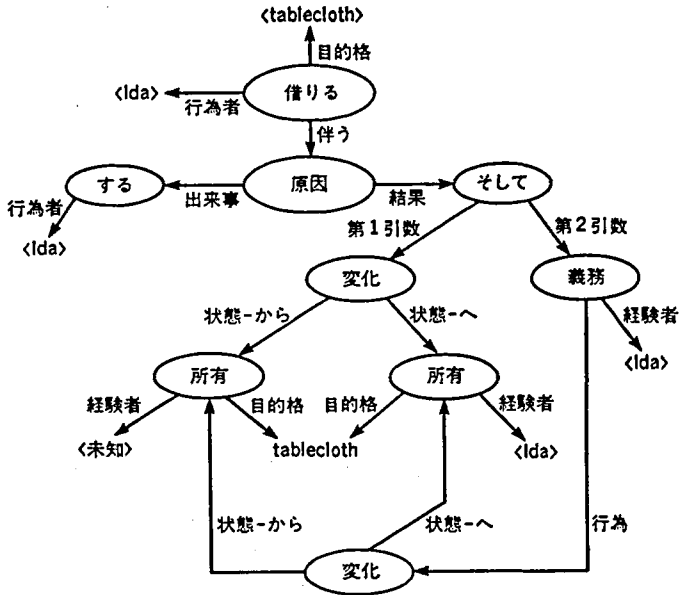 <tablecloth>
目的格
<Ida>
行為者
借りる
伴う
する
出来事
原因
結果
そして
行為者
<Ida>
第1引数
第2引数
変化
義務
状態-から
状態-へ
経験者
<Ida>
所有
所有
経験者
目的格
目的格
経験者
<未知>
tablecloth
<Ida>
状態-から
状態-へ
行為
変化